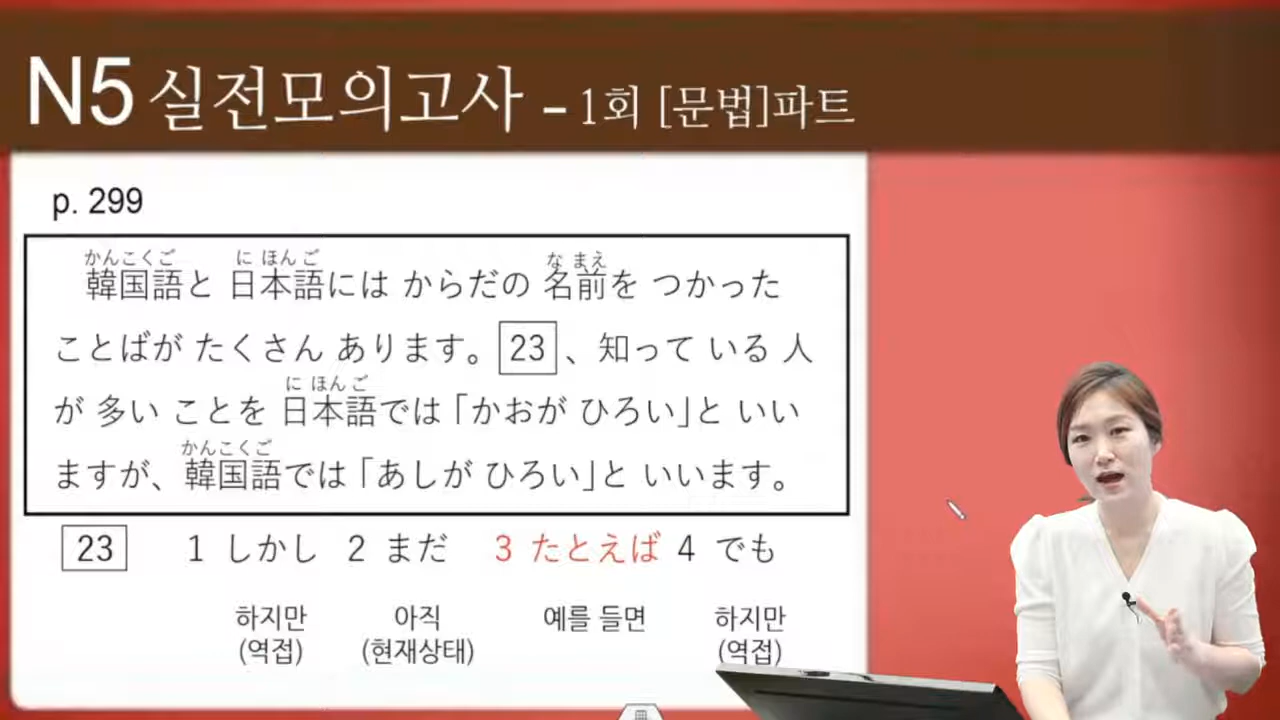 N5 실전모의고사 – 1회 [문법]파트
p. 299
かんこくご に ほん ご な まえ
韓国語と 日本語には からだの 名前を つかった
ことばが たくさん あります。 23 、知って いる 人
に ほん ご
が 多い ことを 日本語では「かおが ひろい」と いい
かんこくご
ますが、韓国語では「あしが ひろい」と いいます。
23 1 しかし 2 まだ 3 たとえば 4 でも
하지만 아직 예를 들면 하지만
(역접) (현재상태) (역접)